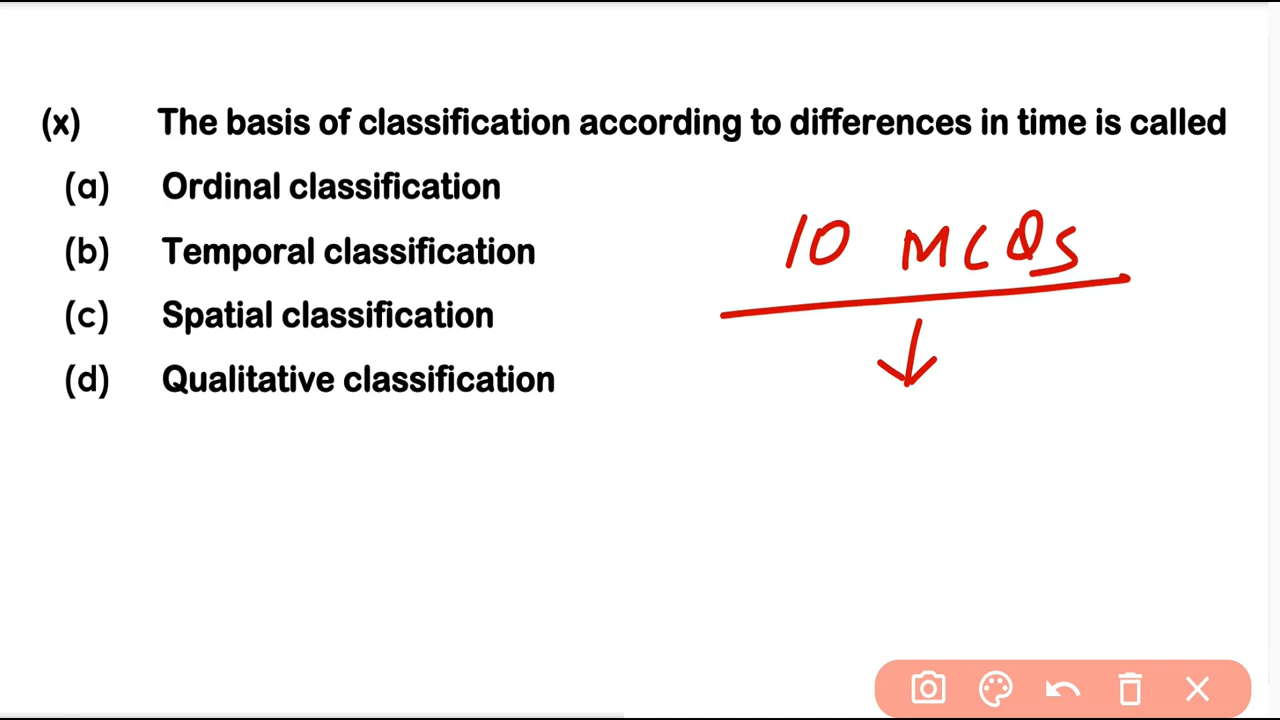 (x) The basis of classification according to differences in time is called
(a) Ordinal classification
(b) Temporal classification
(c) Spatial classification
(d) Qualitative classification
10 MCQs